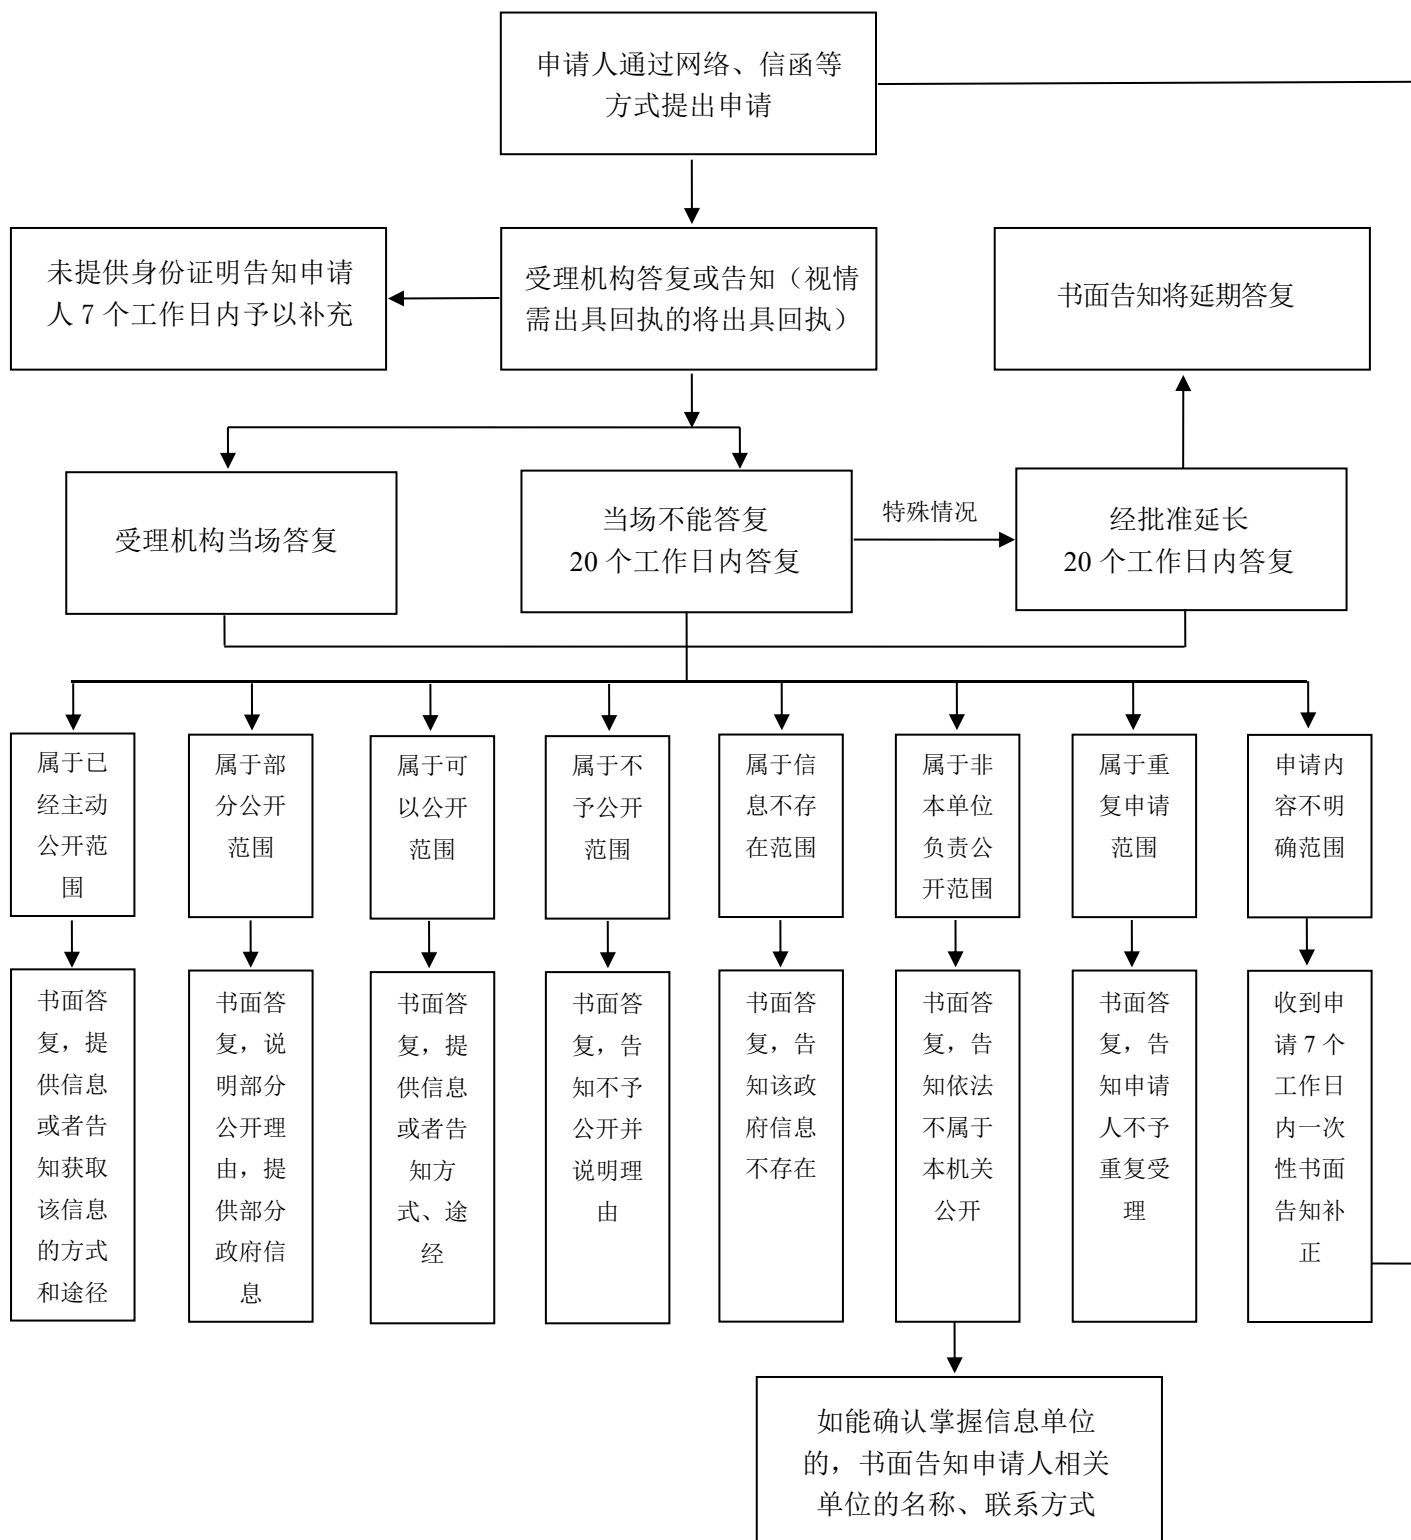 申请人通过网络、信函等
方式提出申请
未提供身份证明告知申请
人 7 个工作日内予以补充
受理机构答复或告知（视情
需出具回执的将出具回执）
书面告知将延期答复
受理机构当场答复
当场不能答复
20 个工作日内答复
特殊情况
经批准延长
20 个工作日内答复
属于已
经主动
公开范
围
属于部
分公开
范围
属于可
以公开
范围
属于不
予公开
范围
属于信
息不存
在范围
属于非
本单位
负责公
开范围
属于重
复申请
范围
申请内
容不明
确范围
书面答
复，提
供信息
或者告
知获取
该信息
的方式
和途径
书面答
复，说
明部分
公开理
由，提
供部分
政府信
息
书面答
复，提
供信息
或者告
知方
式、途
经
书面答
复，告
知不予
公开并
说明理
由
书面答
复，告
知该政
府信息
不存在
书面答
复，告
知依法
不属于
本机关
公开
书面答
复，告
知申请
人不予
重复受
理
收到申
请 7 个
工作日
内一次
性书面
告知补
正
如能确认掌握信息单位
的，书面告知申请人相关
单位的名称、联系方式